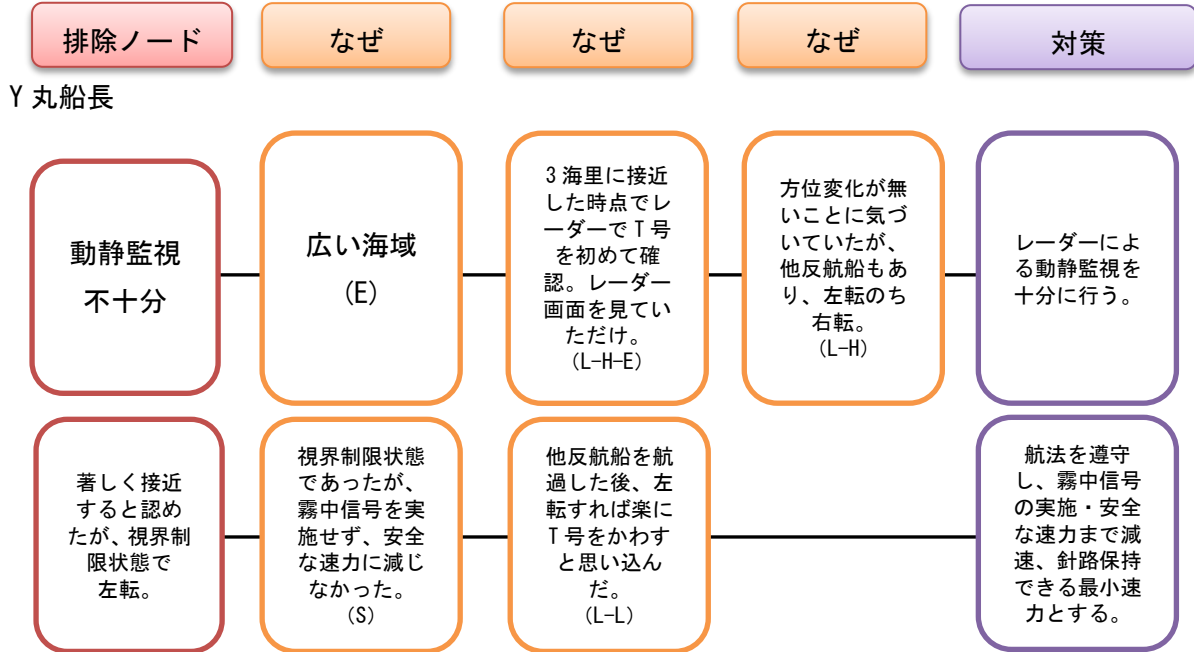 排除ノード
なぜ
なぜ
なぜ
対策
Y 丸船長
動静監視
不十分
広い海域
(E)
3 海里に接近
した時点でレ
ーダーで T 号
を初めて確
認。レーダー
画面を見てい
ただけ。
(L-H-E)
方位変化が無
いことに気づ
いていたが、
他反航船もあ
り、左転のち
右転。
(L-H)
レーダーによ
る動静監視を
十分に行う。
著しく接近
すると認め
たが、視界制
限状態で
左転。
視界制限状態
であったが、
霧中信号を実
施せず、安全
な速力に減じ
なかった。
(S)
他反航船を航
過した後、左
転すれば楽に
T 号をかわす
と思い込ん
だ。
(L-L)
航法を遵守
し、霧中信号
の実施・安全
な速力まで減
速、針路保持
できる最小速
力とする。